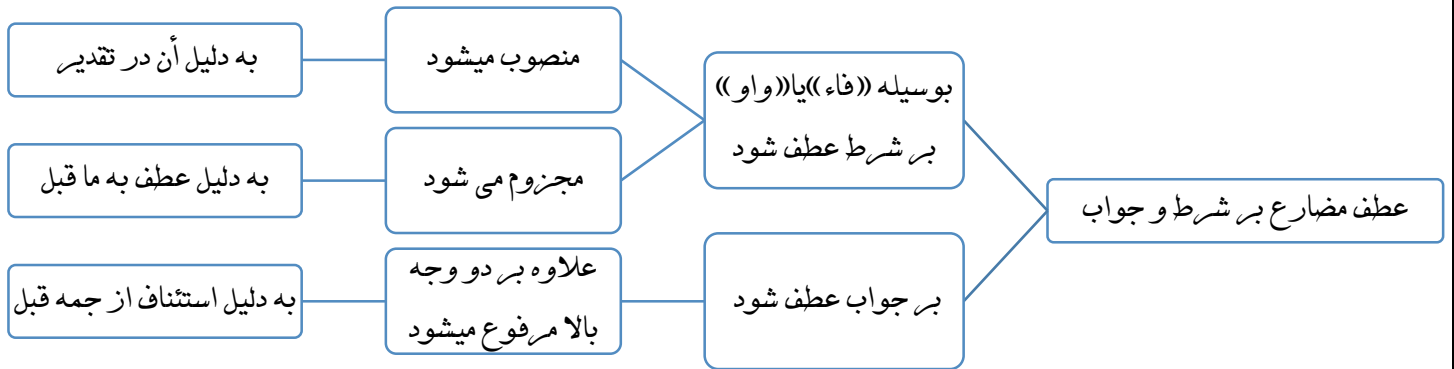 عطف مضارع بر شرط و جواب
بوسیله «فاء»یا«واو»
بر شرط عطف شود
منصوب میشود
به دلیل أن در تقدیر
مجزوم می شود
به دلیل عطف به ما قبل
بر جواب عطف شود
علاوه بر دو وجه
بالا مرفوع میشود
به دلیل استئناف از جمه قبل